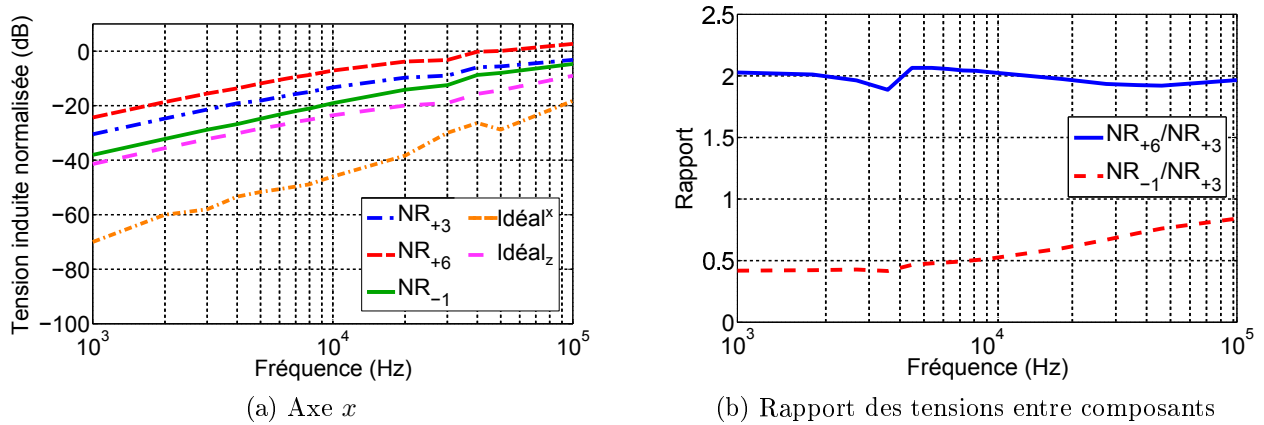 Tension induite normalisée (dB)
0
−20
−40
−60
−80
−100
10³
10⁴
10⁵
Fréquence (Hz)
NR₊₃
NR₊₆
NR₋₁
Idéalˣ
Idéal_z
(a) Axe x
Rapport
2.5
2
1.5
1
0.5
0
10³
10⁴
10⁵
Fréquence (Hz)
NR₊₆/NR₊₃
NR₋₁/NR₊₃
(b) Rapport des tensions entre composants